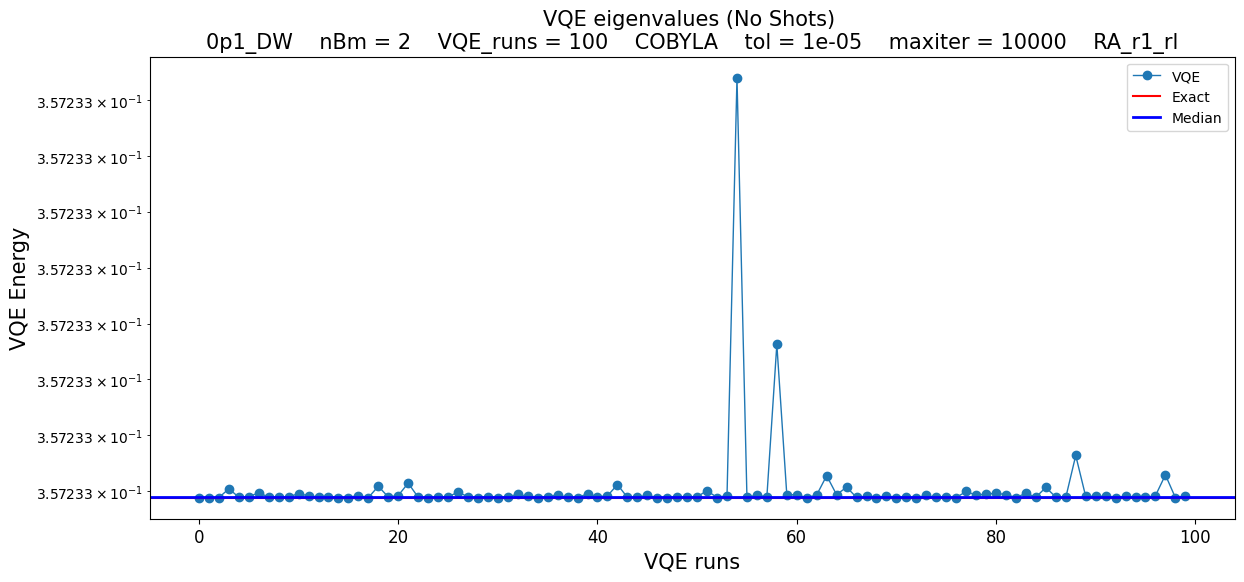 VQE eigenvalues (No Shots)
0p1_DW    nBm = 2    VQE_runs = 100    COBYLA    tol = 1e-05    maxiter = 10000    RA_r1_rl
VQE
Exact
Median
VQE Energy
3.57233 × 10⁻¹
3.57233 × 10⁻¹
3.57233 × 10⁻¹
3.57233 × 10⁻¹
3.57233 × 10⁻¹
3.57233 × 10⁻¹
3.57233 × 10⁻¹
3.57233 × 10⁻¹
0 20 40 60 80 100
VQE runs